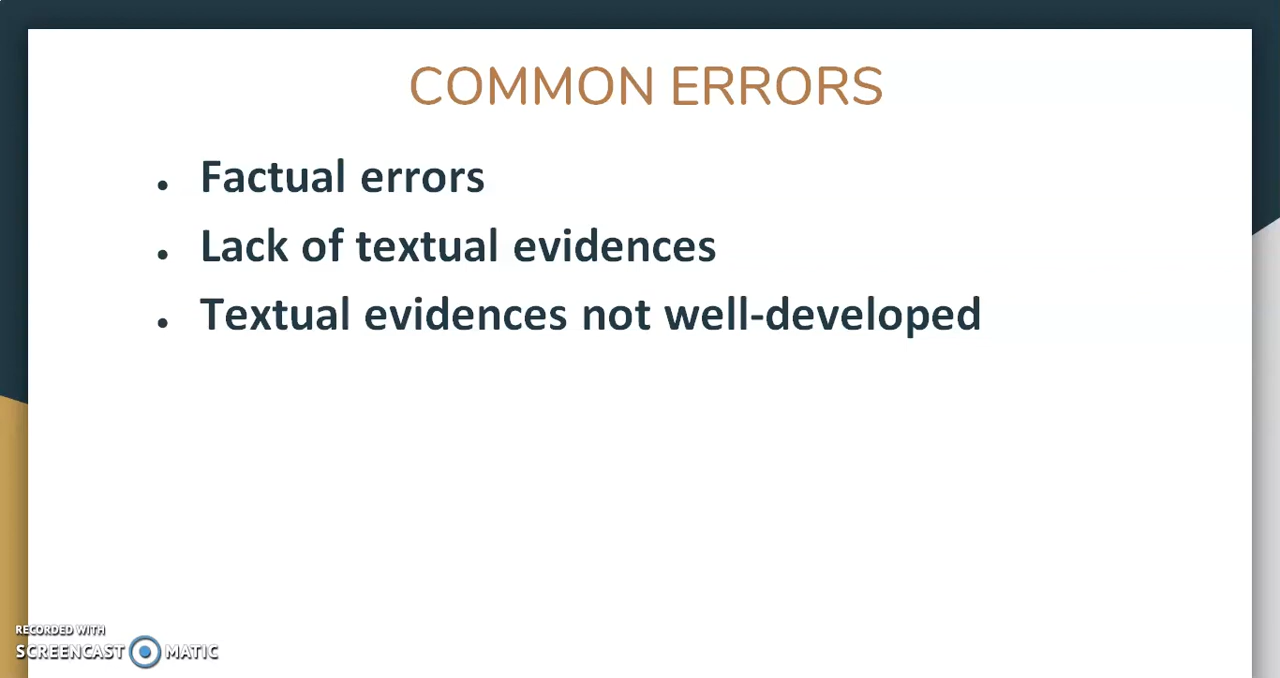 COMMON ERRORS
Factual errors
Lack of textual evidences
Textual evidences not well-developed
RECORDED WITH
SCREENCAST MATIC